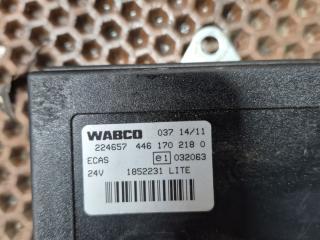 WABCO 037 14/11
224657 446 170 218 0
ECAS e1 032063
24V 1852231 LITE